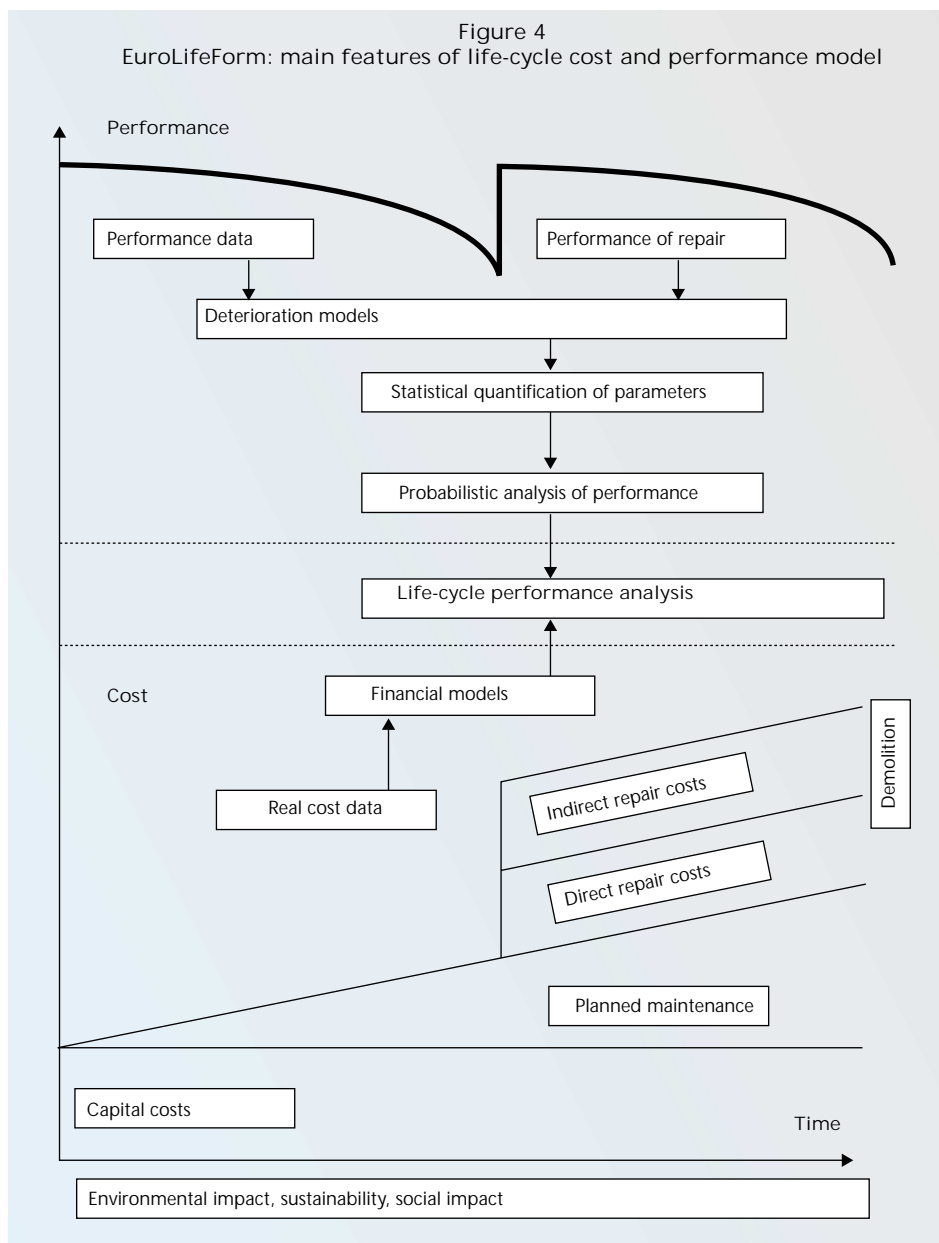 Figure 4
EuroLifeForm: main features of life-cycle cost and performance model
Performance
Performance data
Performance of repair
Deterioration models
Statistical quantification of parameters
Probabilistic analysis of performance
Life-cycle performance analysis
Cost
Financial models
Demolition
Real cost data
Indirect repair costs
Direct repair costs
Planned maintenance
Capital costs
Time
Environmental impact, sustainability, social impact